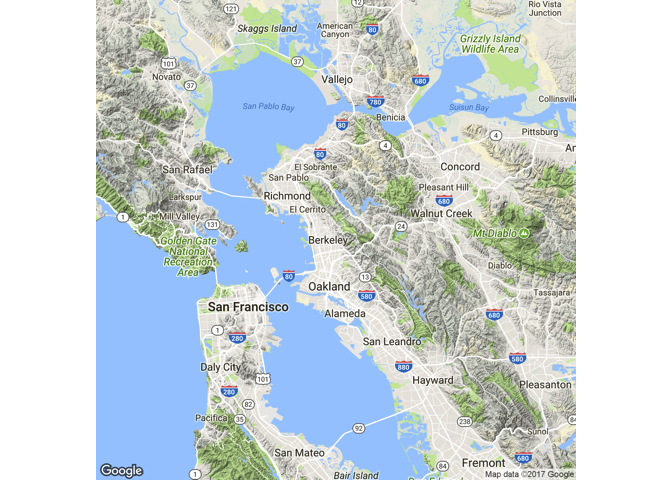 Rio Vista
Junction
121
Skaggs Island
American
Canyon
12
80
Grizzly Island
Wildlife Area
101
37
Novato
37
Vallejo
680
San Pablo Bay
780
Suisun Bay
Collinsville
Benicia
80
Pittsburg
4
4
An
80
El Sobrante
Concord
San Rafael
San Pablo
Pleasant Hill
Larkspur
Richmond
680
El Cerrito
Walnut Creek
1
Mill Valley
131
24
Mt Diablo
Golden Gate
National
Recreation
Area
Berkeley
Diablo
80
13
Oakland
580
Tassajara
San Francisco
Alameda
680
1
280
San Leandro
580
Daly City
880
Hayward
Pleasanton
101
280
82
Pacifica
35
238
84
92
Sunol
San Mateo
680
Fremont
84
1
Bair Island
Google
Map data ©2017 Google